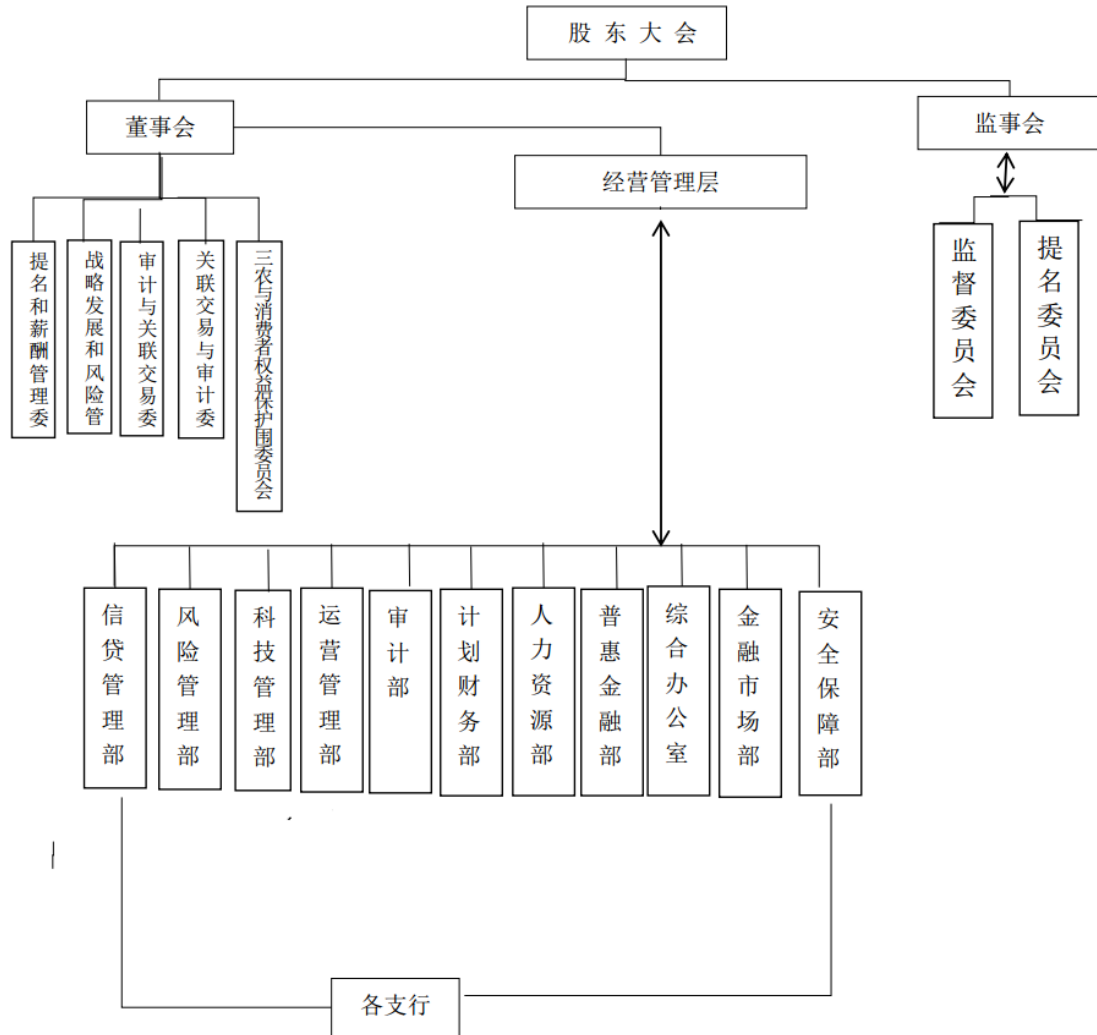 股东大会
董事会
监事会
经营管理层
提名和薪酬管理委
战略发展和风险管
审计与关联交易委
关联交易与审计委
三农与消费者权益保护围委员会
监督委员会
提名委员会
信贷管理部
风险管理部
科技管理部
运营管理部
审计部
计划财务部
人力资源部
普惠金融部
综合办公室
金融市场部
安全保障部
各支行